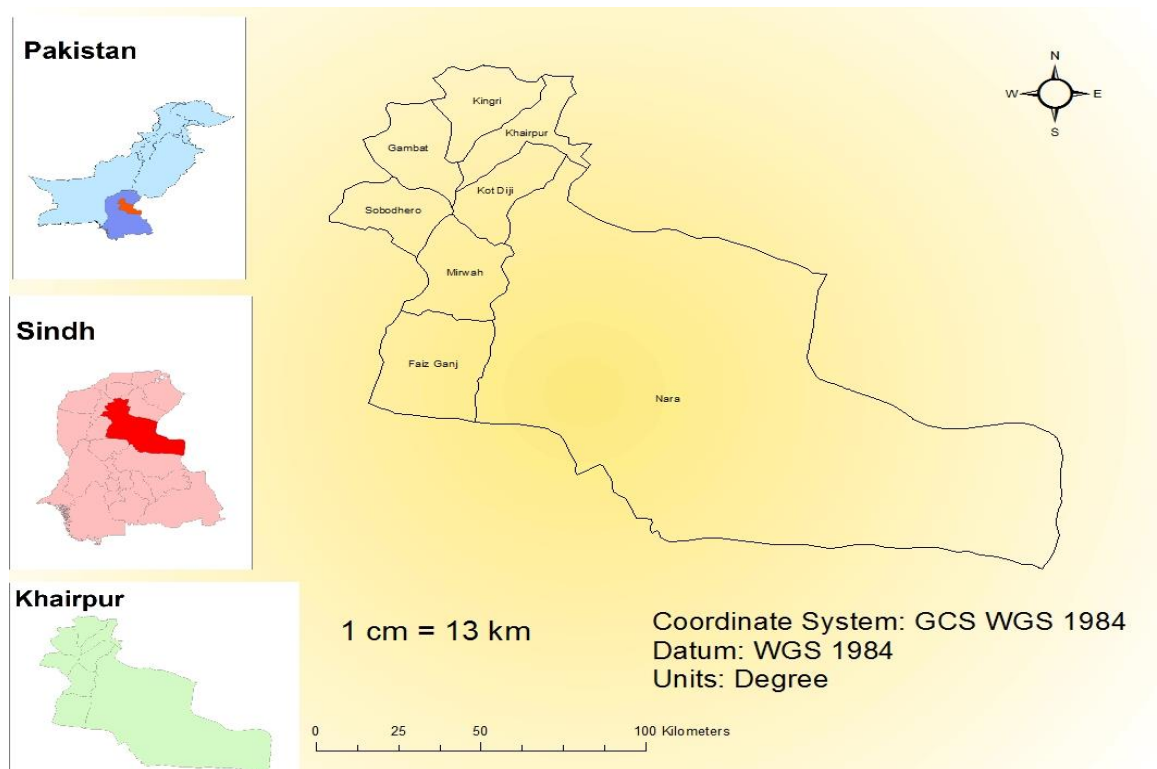 Pakistan
Sindh
Khairpur
N
W
E
S
Kingri
Khairpur
Gambat
Kot Diji
Sobodhero
Mirwah
Faiz Ganj
Nara
1 cm = 13 km
Coordinate System: GCS WGS 1984
Datum: WGS 1984
Units: Degree
0 25 50 100 Kilometers